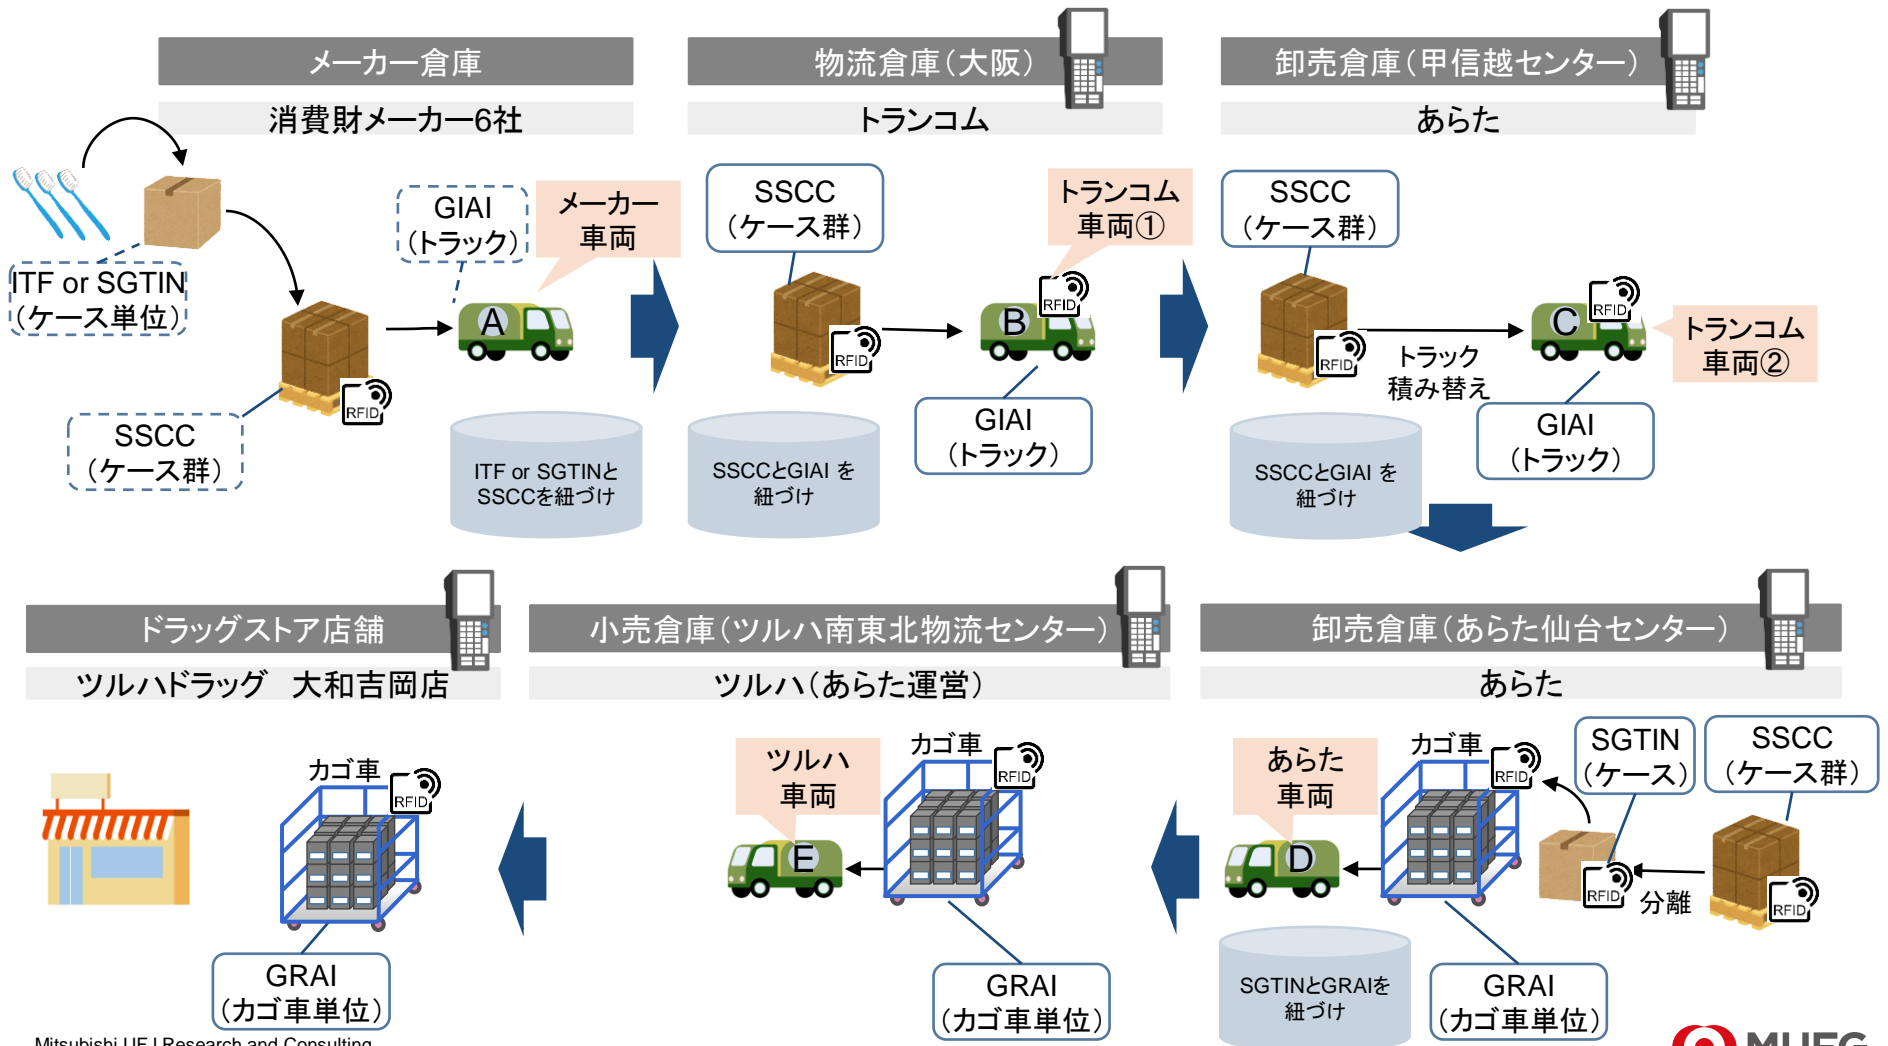 メーカー倉庫
消費財メーカー6社
物流倉庫（大阪）
トランコム
卸売倉庫（甲信越センター）
あらた
ITF or SGTIN
（ケース単位）
SSCC
（ケース群）
RFID
GIAI
（トラック）
メーカー
車両
A
ITF or SGTINと
SSCCを紐づけ
SSCC
（ケース群）
RFID
トランコム
車両①
B
RFID
GIAI
（トラック）
SSCCとGIAI を
紐づけ
SSCC
（ケース群）
RFID
トラック
積み替え
C
RFID
トランコム
車両②
GIAI
（トラック）
SSCCとGIAI を
紐づけ
ドラッグストア店舗
ツルハドラッグ　大和吉岡店
小売倉庫（ツルハ南東北物流センター）
ツルハ（あらた運営）
卸売倉庫（あらた仙台センター）
あらた
カゴ車
RFID
GRAI
（カゴ車単位）
ツルハ
車両
E
カゴ車
RFID
GRAI
（カゴ車単位）
あらた
車両
D
カゴ車
RFID
SGTIN
（ケース）
SSCC
（ケース群）
RFID
分離
RFID
SGTINとGRAIを
紐づけ
GRAI
（カゴ車単位）
Mitsubishi UFJ Research and Consulting
MUFG